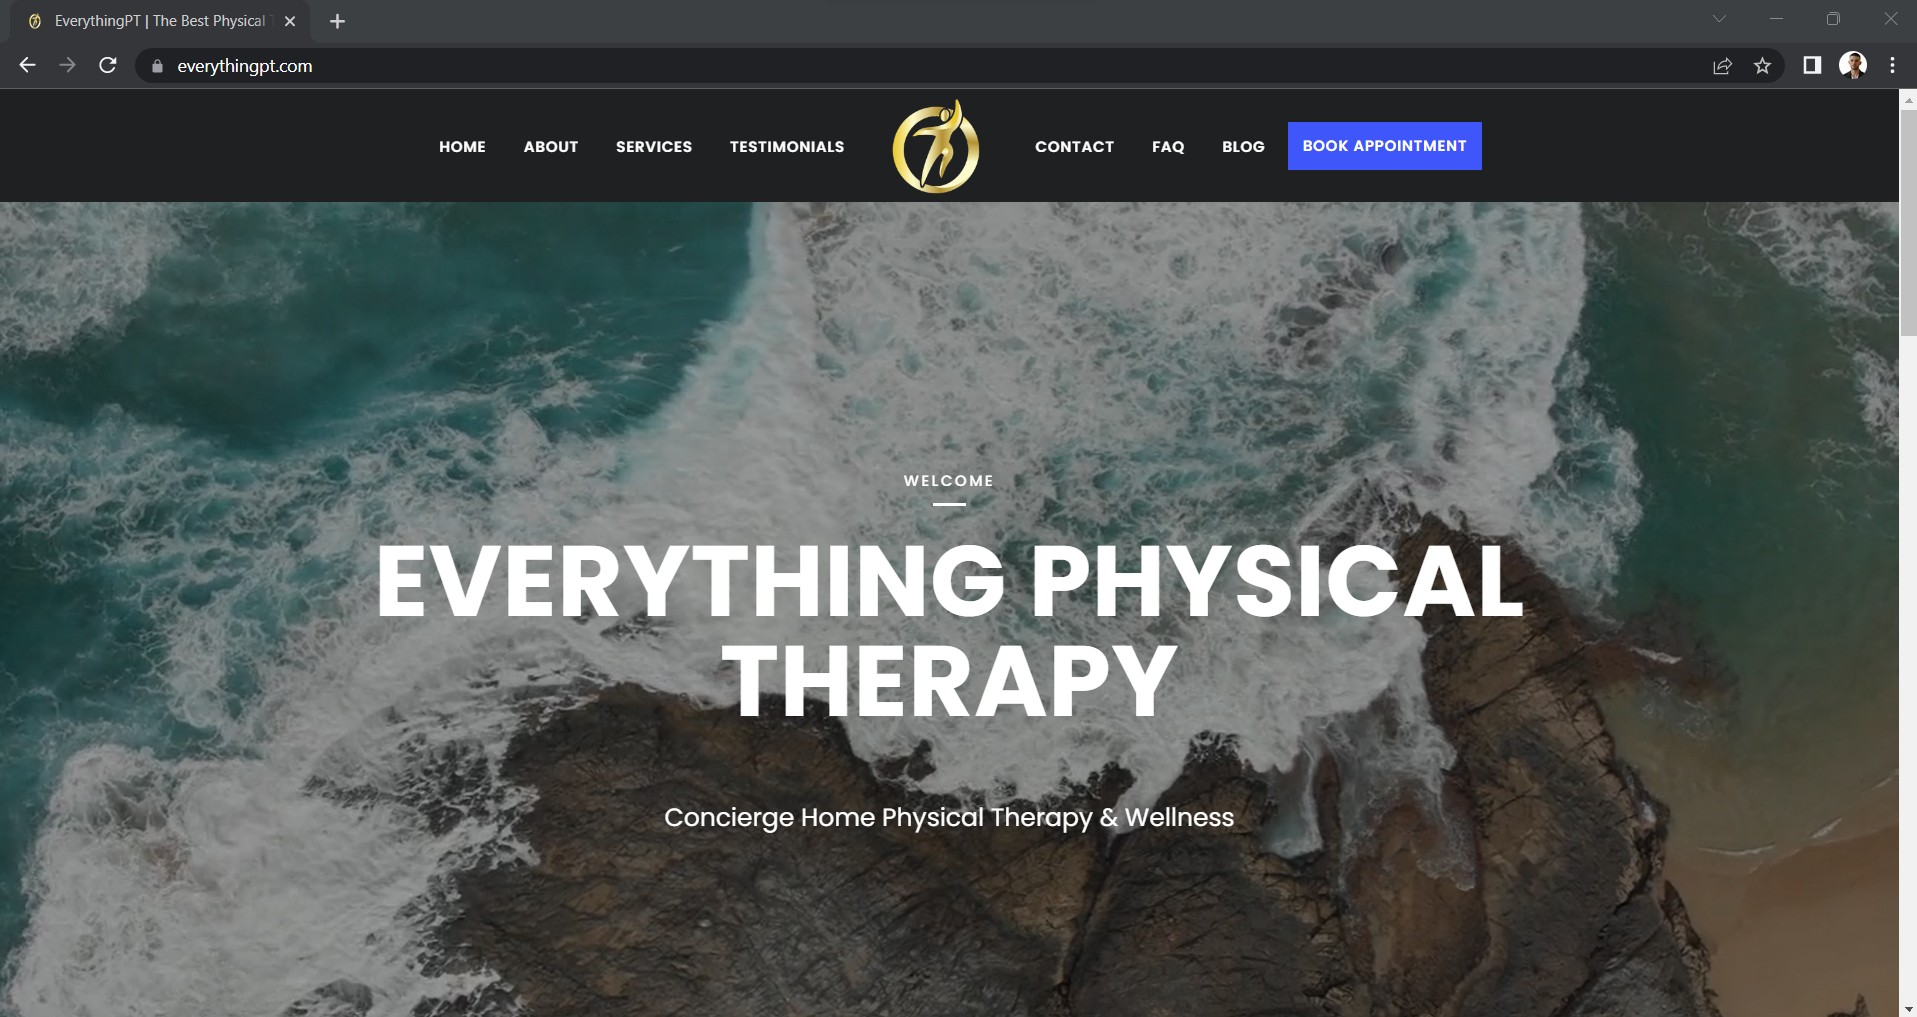 EverythingPT | The Best Physical
everythingpt.com
HOME ABOUT SERVICES TESTIMONIALS CONTACT FAQ BLOG BOOK APPOINTMENT
WELCOME
EVERYTHING PHYSICAL
THERAPY
Concierge Home Physical Therapy & Wellness